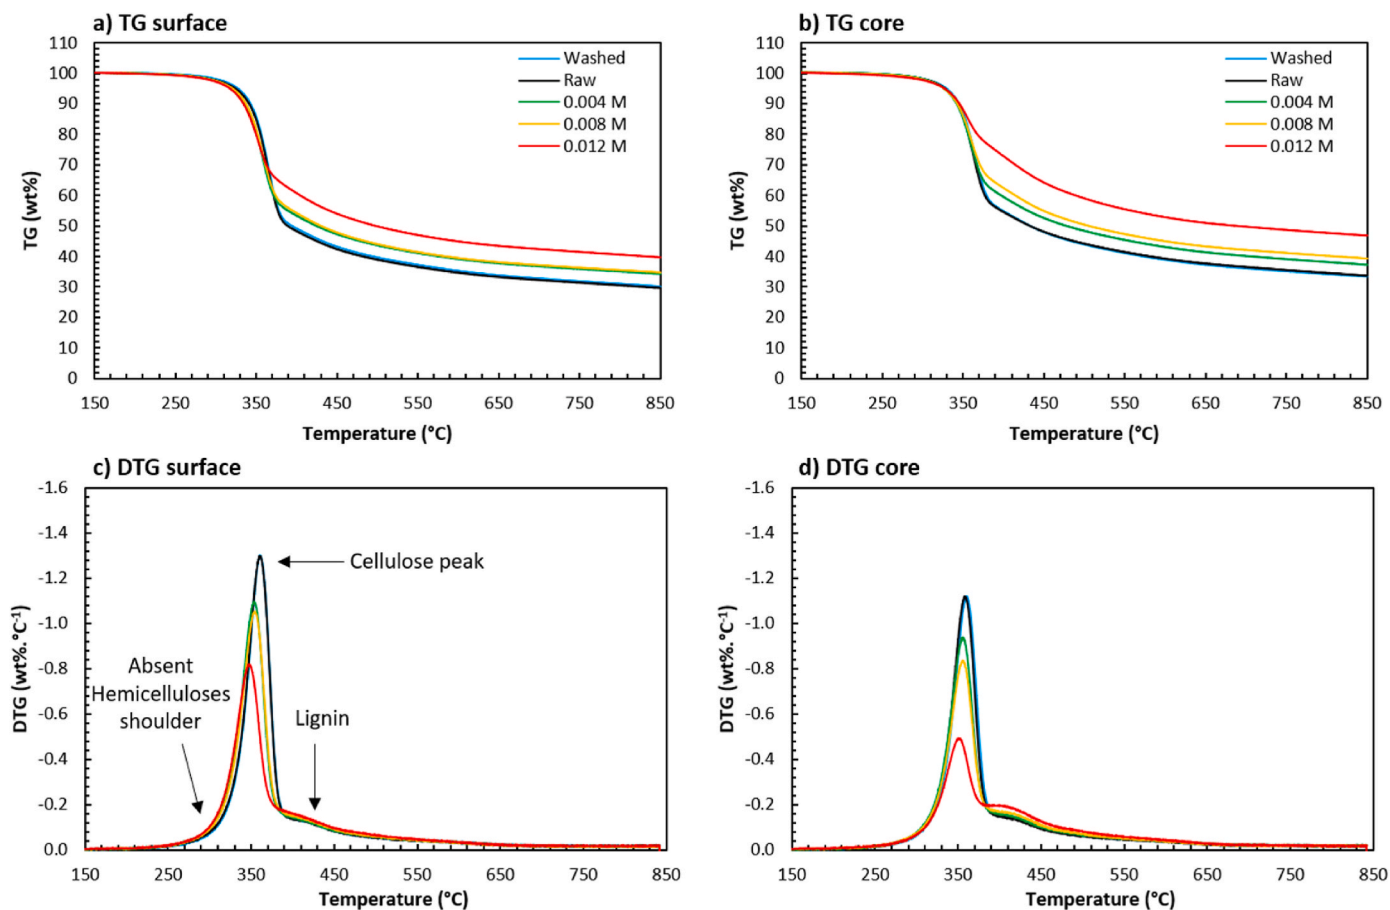 a) TG surface
110
100
90
80
70
60
50
40
30
20
10
0
TG (wt%)
150 250 350 450 550 650 750 850
Temperature (°C)
Washed
Raw
0.004 M
0.008 M
0.012 M
b) TG core
110
100
90
80
70
60
50
40
30
20
10
0
TG (wt%)
150 250 350 450 550 650 750 850
Temperature (°C)
Washed
Raw
0.004 M
0.008 M
0.012 M
c) DTG surface
-1.6
-1.4
-1.2
-1.0
-0.8
-0.6
-0.4
-0.2
0.0
DTG (wt%.°C⁻¹)
Cellulose peak
Absent
Hemicelluloses
shoulder
Lignin
150 250 350 450 550 650 750 850
Temperature (°C)
d) DTG core
-1.6
-1.4
-1.2
-1.0
-0.8
-0.6
-0.4
-0.2
0.0
DTG (wt%.°C⁻¹)
150 250 350 450 550 650 750 850
Temperature (°C)